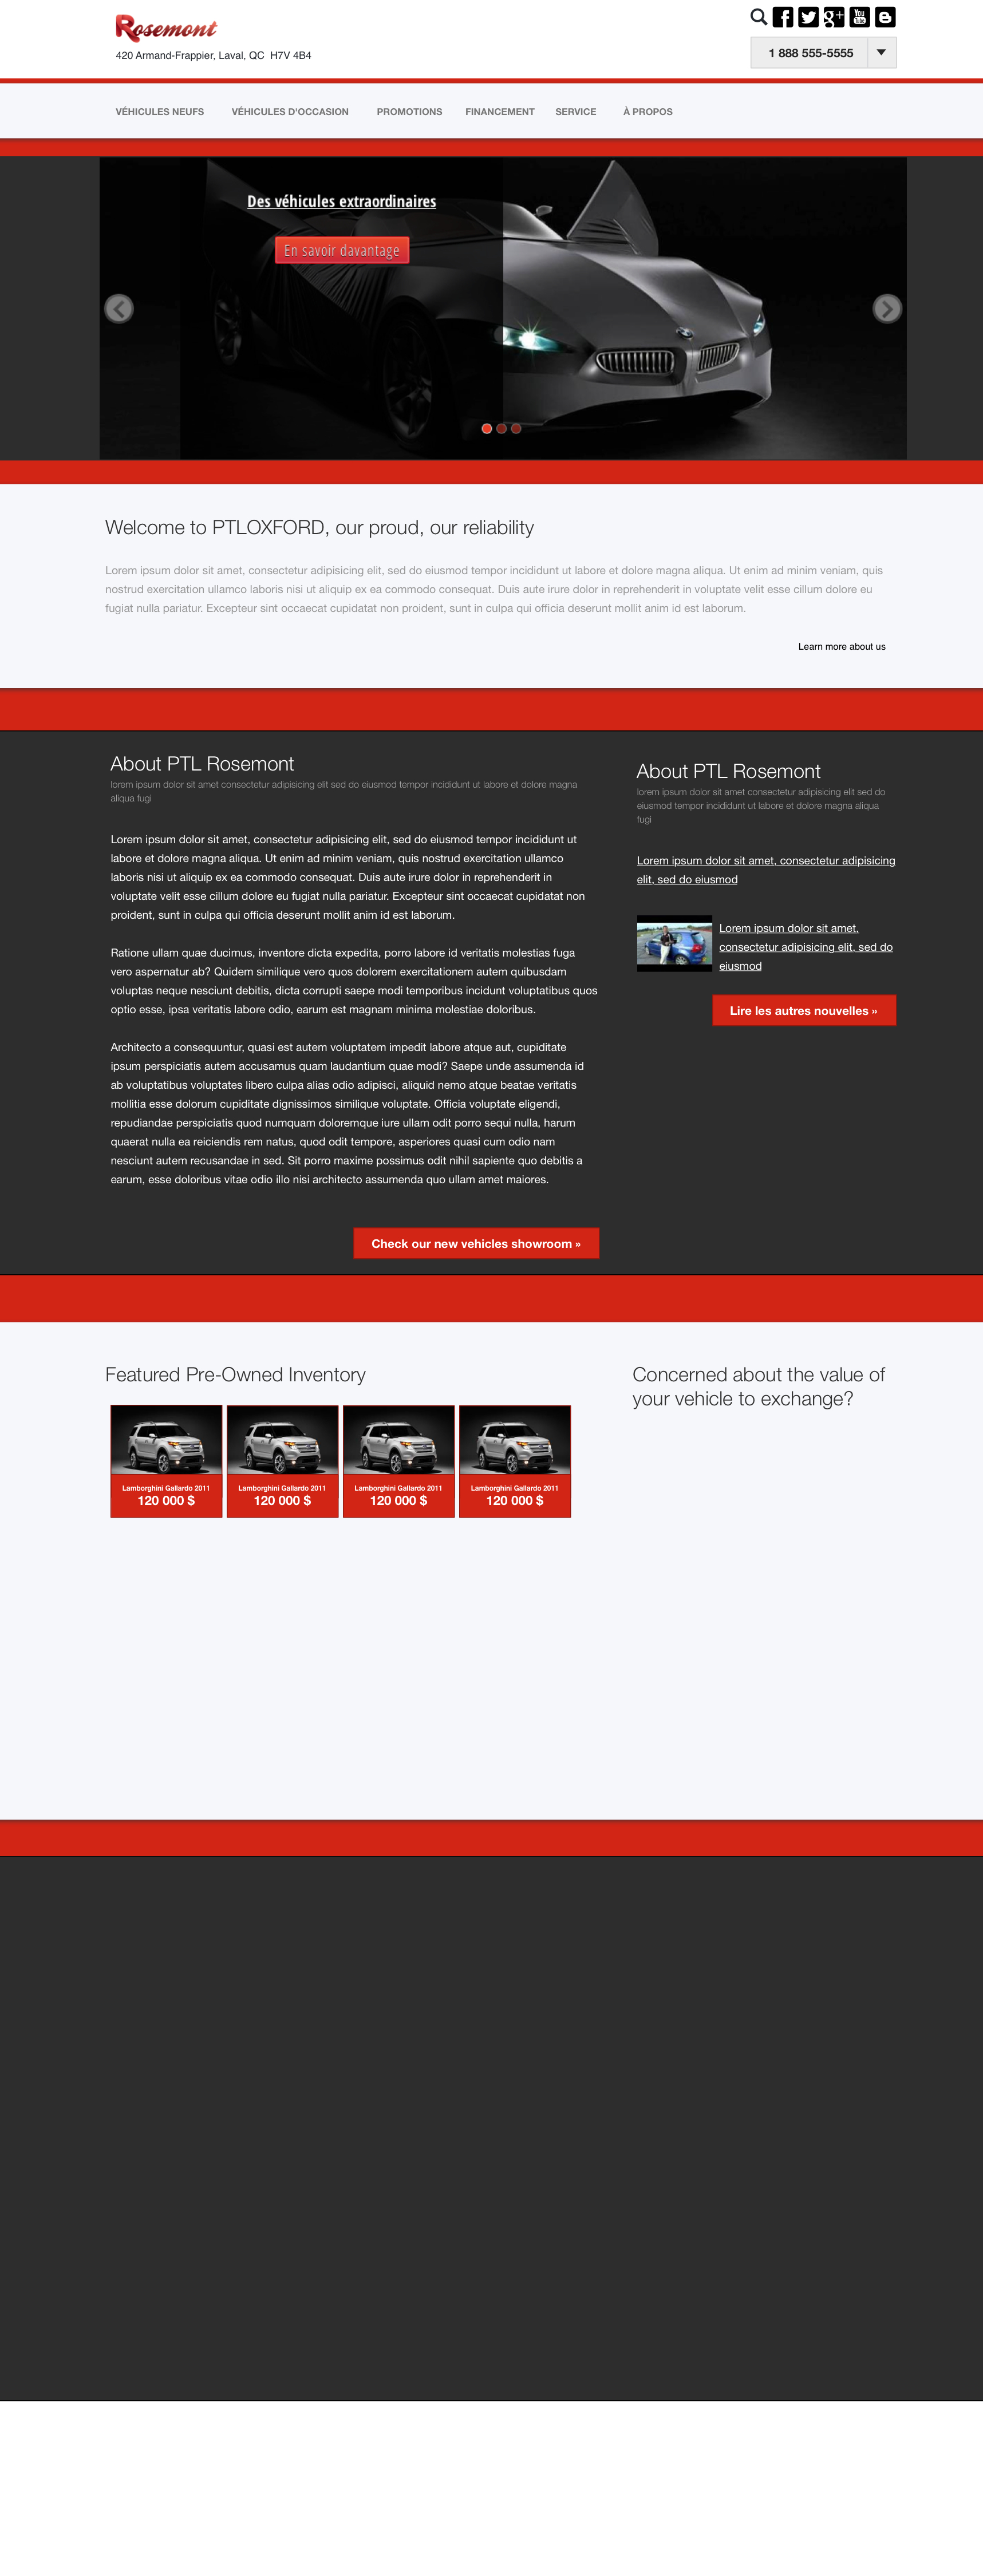 Rosemont
420 Armand-Frappier, Laval, QC  H7V 4B4
1 888 555-5555
VÉHICULES NEUFS VÉHICULES D'OCCASION PROMOTIONS FINANCEMENT SERVICE À PROPOS
Des véhicules extraordinaires
En savoir davantage
Welcome to PTLOXFORD, our proud, our reliability
Lorem ipsum dolor sit amet, consectetur adipisicing elit, sed do eiusmod tempor incididunt ut labore et dolore magna aliqua. Ut enim ad minim veniam, quis
nostrud exercitation ullamco laboris nisi ut aliquip ex ea commodo consequat. Duis aute irure dolor in reprehenderit in voluptate velit esse cillum dolore eu
fugiat nulla pariatur. Excepteur sint occaecat cupidatat non proident, sunt in culpa qui officia deserunt mollit anim id est laborum.
Learn more about us
About PTL Rosemont
lorem ipsum dolor sit amet consectetur adipisicing elit sed do eiusmod tempor incididunt ut labore et dolore magna
aliqua fugi
Lorem ipsum dolor sit amet, consectetur adipisicing elit, sed do eiusmod tempor incididunt ut
labore et dolore magna aliqua. Ut enim ad minim veniam, quis nostrud exercitation ullamco
laboris nisi ut aliquip ex ea commodo consequat. Duis aute irure dolor in reprehenderit in
voluptate velit esse cillum dolore eu fugiat nulla pariatur. Excepteur sint occaecat cupidatat non
proident, sunt in culpa qui officia deserunt mollit anim id est laborum.
Ratione ullam quae ducimus, inventore dicta expedita, porro labore id veritatis molestias fuga
vero aspernatur ab? Quidem similique vero quos dolorem exercitationem autem quibusdam
voluptas neque nesciunt debitis, dicta corrupti saepe modi temporibus incidunt voluptatibus quos
optio esse, ipsa veritatis labore odio, earum est magnam minima molestiae doloribus.
Architecto a consequuntur, quasi est autem voluptatem impedit labore atque aut, cupiditate
ipsum perspiciatis autem accusamus quam laudantium quae modi? Saepe unde assumenda id
ab voluptatibus voluptates libero culpa alias odio adipisci, aliquid nemo atque beatae veritatis
mollitia esse dolorum cupiditate dignissimos similique voluptate. Officia voluptate eligendi,
repudiandae perspiciatis quod numquam doloremque iure ullam odit porro sequi nulla, harum
quaerat nulla ea reiciendis rem natus, quod odit tempore, asperiores quasi cum odio nam
nesciunt autem recusandae in sed. Sit porro maxime possimus odit nihil sapiente quo debitis a
earum, esse doloribus vitae odio illo nisi architecto assumenda quo ullam amet maiores.
Check our new vehicles showroom »
About PTL Rosemont
lorem ipsum dolor sit amet consectetur adipisicing elit sed do
eiusmod tempor incididunt ut labore et dolore magna aliqua
fugi
Lorem ipsum dolor sit amet, consectetur adipisicing
elit, sed do eiusmod
Lorem ipsum dolor sit amet,
consectetur adipisicing elit, sed do
eiusmod
Lire les autres nouvelles »
Featured Pre-Owned Inventory
Lamborghini Gallardo 2011
120 000 $
Lamborghini Gallardo 2011
120 000 $
Lamborghini Gallardo 2011
120 000 $
Lamborghini Gallardo 2011
120 000 $
Concerned about the value of
your vehicle to exchange?